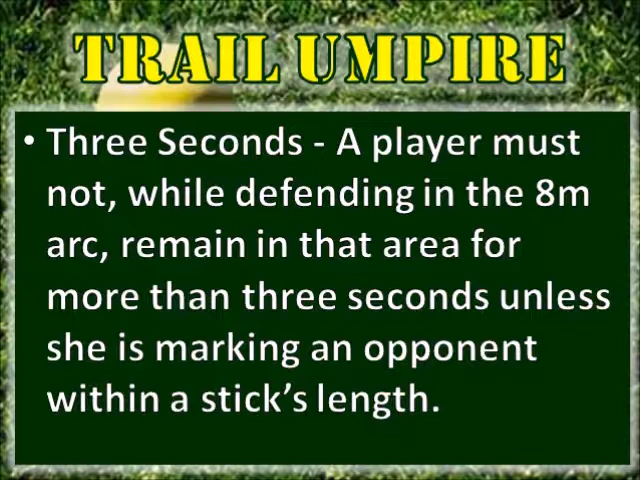 TRAIL UMPIRE
• Three Seconds - A player must
not, while defending in the 8m
arc, remain in that area for
more than three seconds unless
she is marking an opponent
within a stick's length.